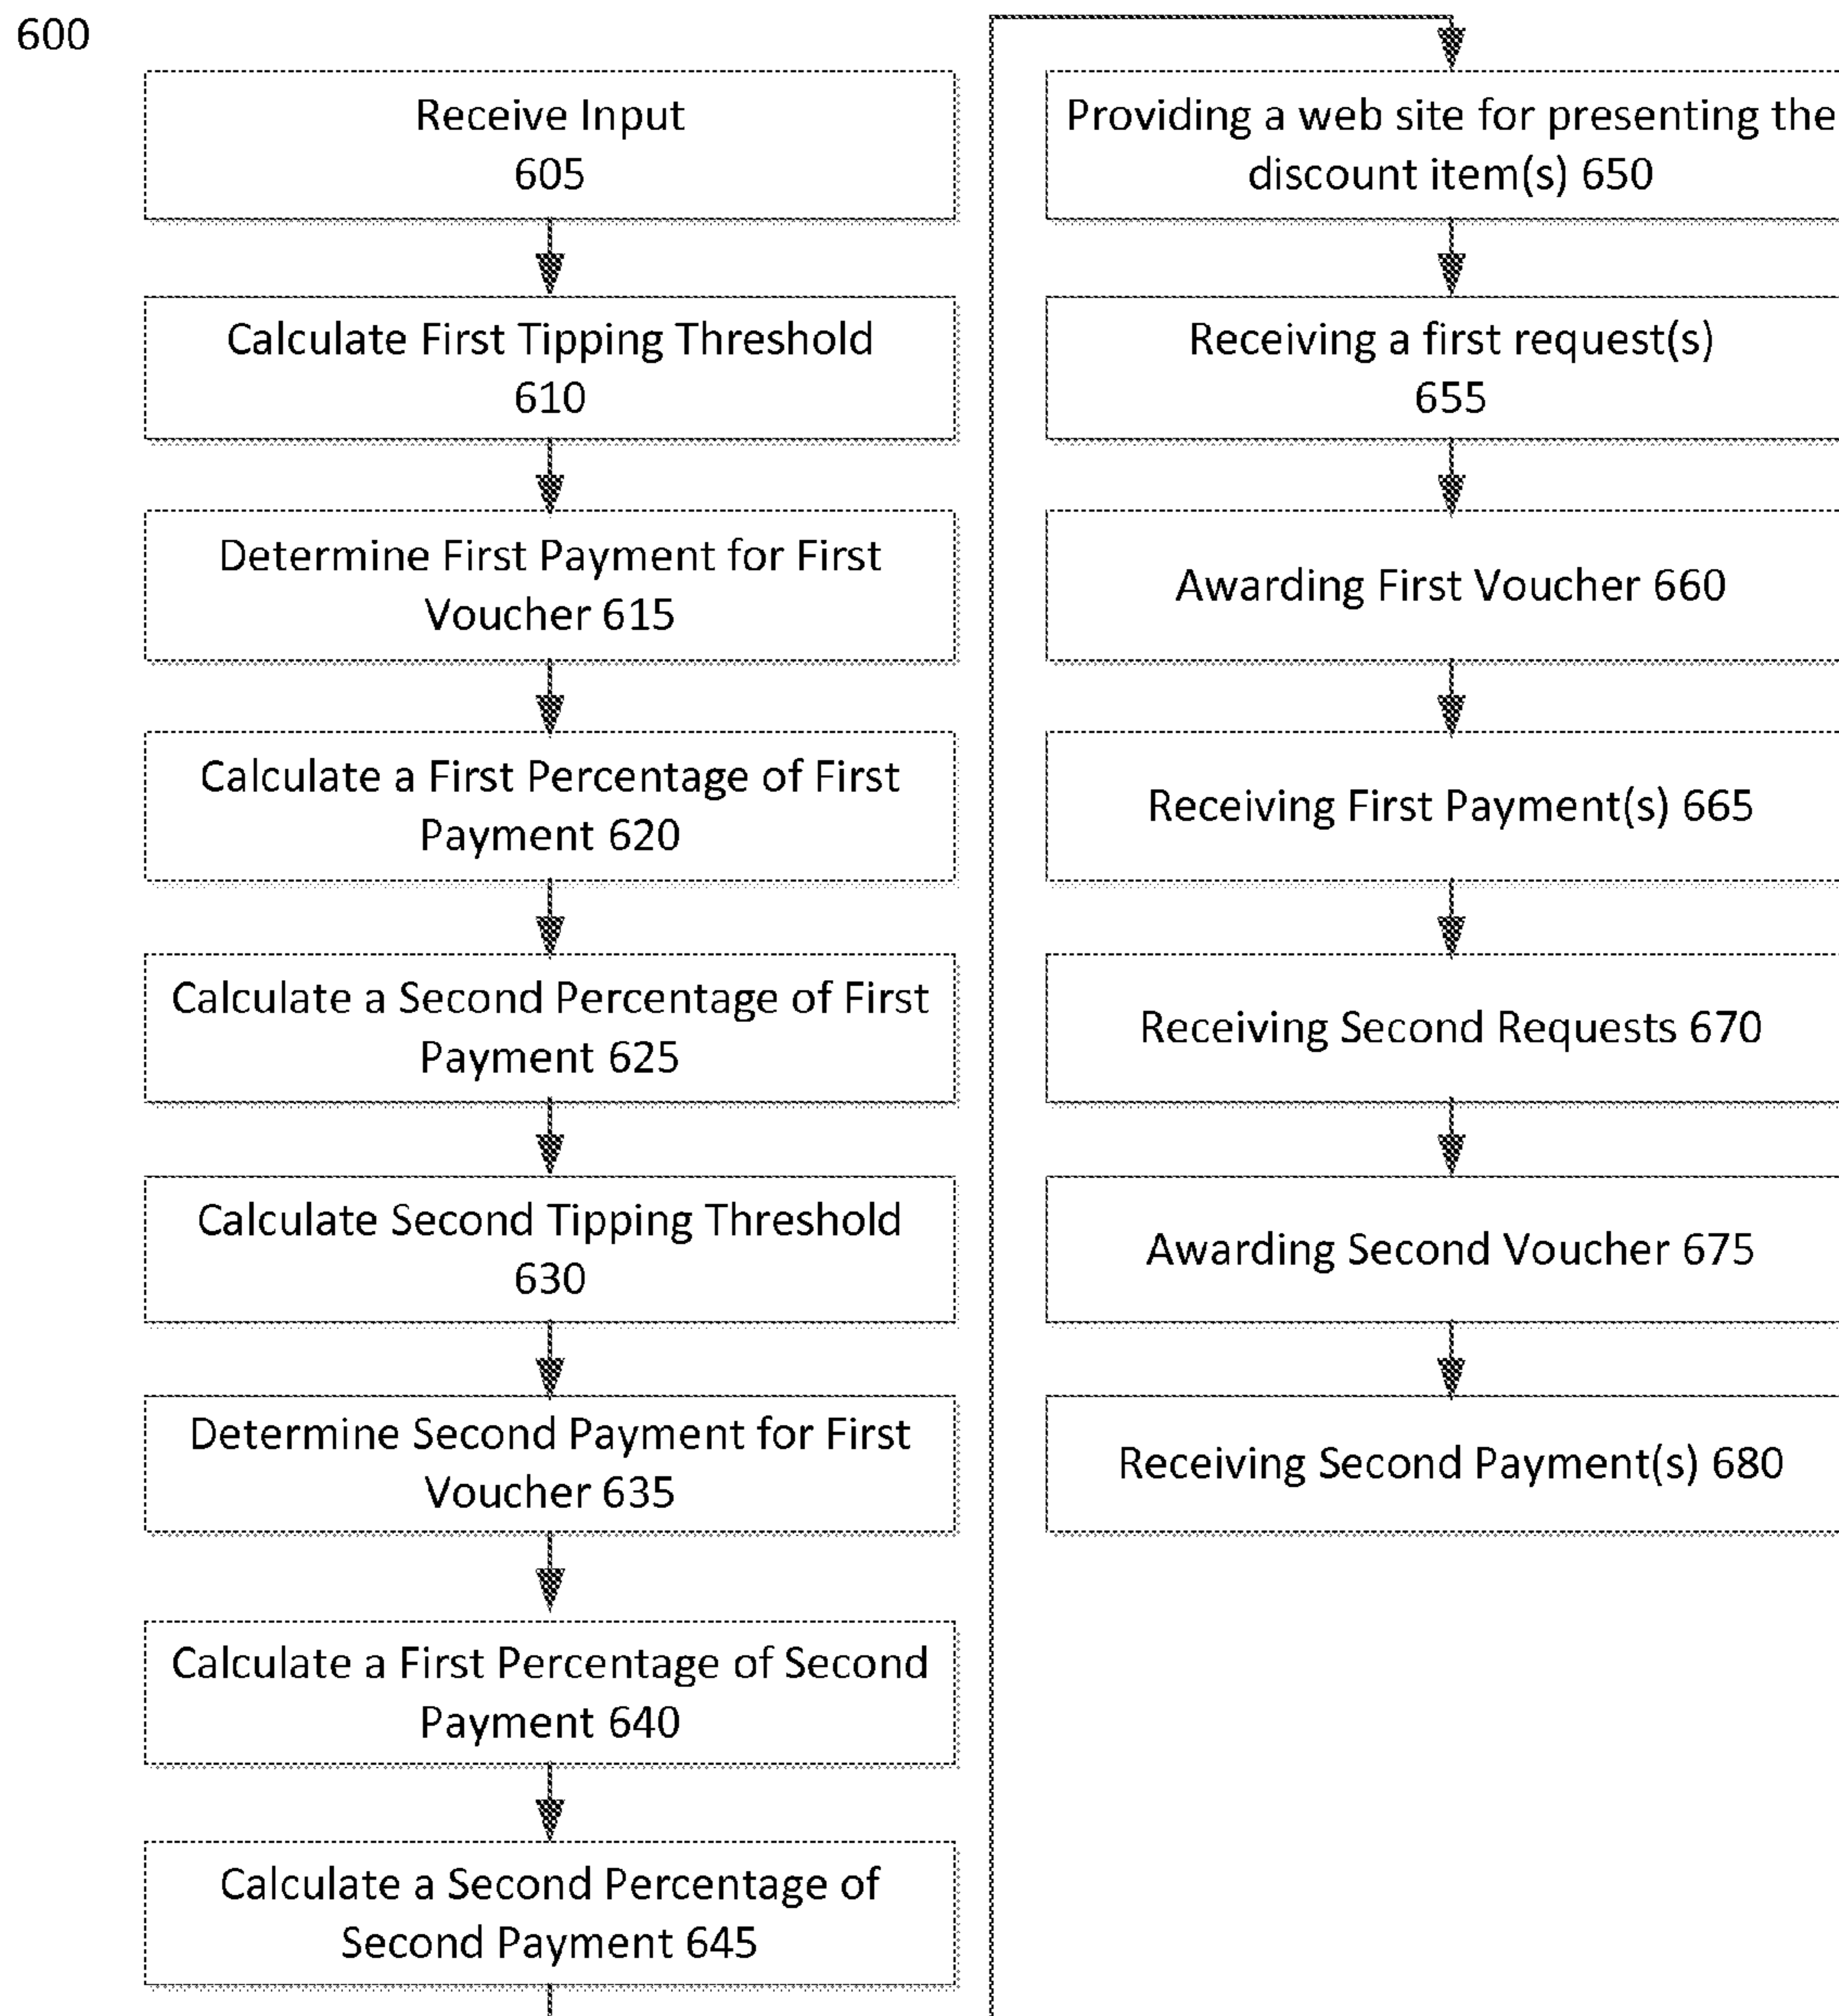 600
Receive Input
605
Calculate First Tipping Threshold
610
Determine First Payment for First
Voucher 615
Calculate a First Percentage of First
Payment 620
Calculate a Second Percentage of First
Payment 625
Calculate Second Tipping Threshold
630
Determine Second Payment for First
Voucher 635
Calculate a First Percentage of Second
Payment 640
Calculate a Second Percentage of
Second Payment 645
Providing a web site for presenting the
discount item(s) 650
Receiving a first request(s)
655
Awarding First Voucher 660
Receiving First Payment(s) 665
Receiving Second Requests 670
Awarding Second Voucher 675
Receiving Second Payment(s) 680